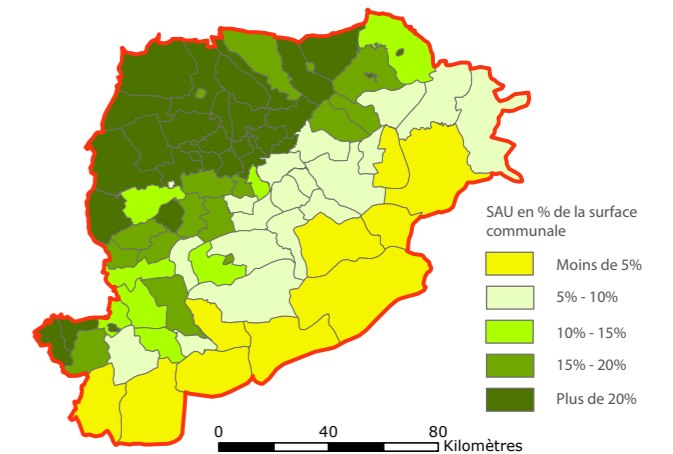 SAU en % de la surface
communale
Moins de 5%
5% - 10%
10% - 15%
15% - 20%
Plus de 20%
0 40 80
Kilomètres